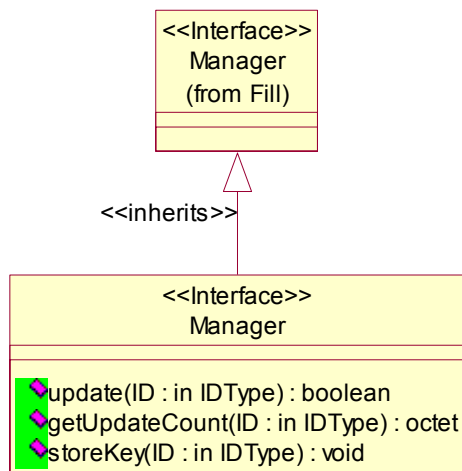 <<Interface>>
Manager
(from Fill)
<<inherits>>
<<Interface>>
Manager
update(ID : in IDType) : boolean
getUpdateCount(ID : in IDType) : octet
storeKey(ID : in IDType) : void